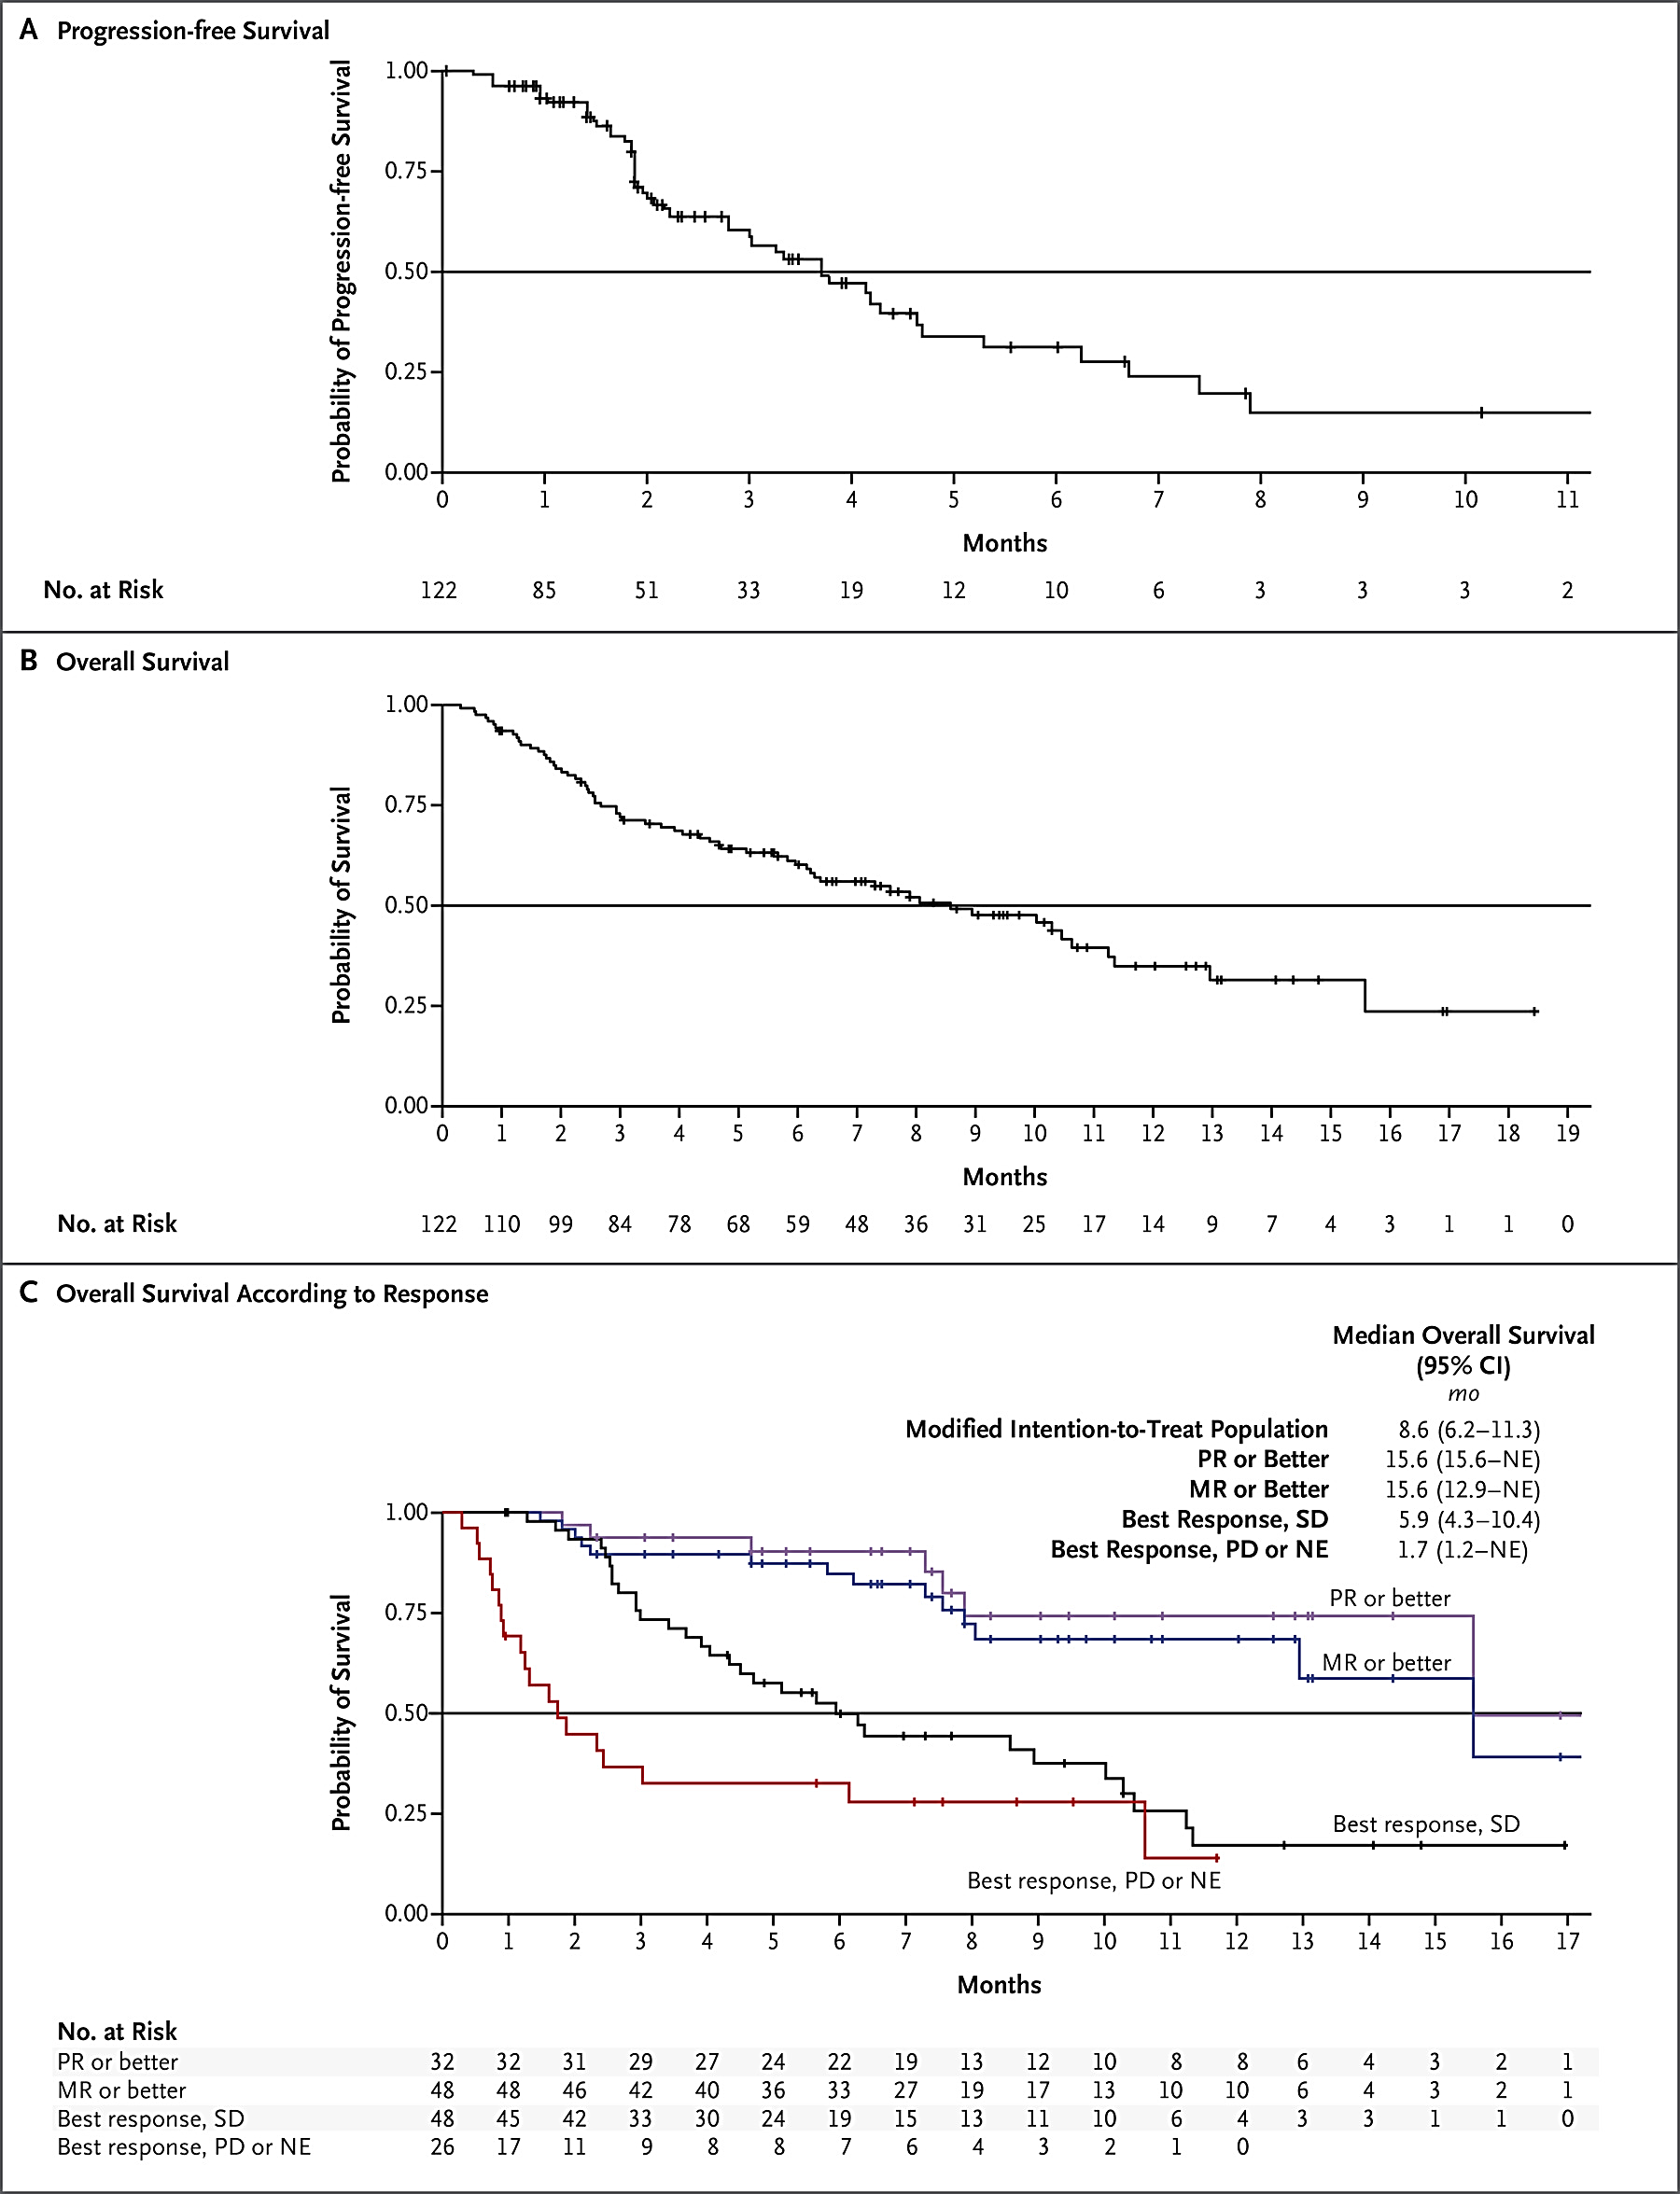 A Progression-free Survival
Probability of Progression-free Survival
1.00
0.75
0.50
0.25
0.00
0 1 2 3 4 5 6 7 8 9 10 11
Months
No. at Risk 122 85 51 33 19 12 10 6 3 3 3 2
B Overall Survival
Probability of Survival
1.00
0.75
0.50
0.25
0.00
0 1 2 3 4 5 6 7 8 9 10 11 12 13 14 15 16 17 18 19
Months
No. at Risk 122 110 99 84 78 68 59 48 36 31 25 17 14 9 7 4 3 1 1 0
C Overall Survival According to Response
Median Overall Survival
(95% CI)
mo
Modified Intention-to-Treat Population 8.6 (6.2–11.3)
PR or Better 15.6 (15.6–NE)
MR or Better 15.6 (12.9–NE)
Best Response, SD 5.9 (4.3–10.4)
Best Response, PD or NE 1.7 (1.2–NE)
Probability of Survival
1.00
0.75
0.50
0.25
0.00
PR or better
MR or better
Best response, SD
Best response, PD or NE
0 1 2 3 4 5 6 7 8 9 10 11 12 13 14 15 16 17
Months
No. at Risk
PR or better 32 32 31 29 27 24 22 19 13 12 10 8 8 6 4 3 2 1
MR or better 48 48 46 42 40 36 33 27 19 17 13 10 10 6 4 3 2 1
Best response, SD 48 45 42 33 30 24 19 15 13 11 10 6 4 3 3 1 1 0
Best response, PD or NE 26 17 11 9 8 8 7 6 4 3 2 1 0